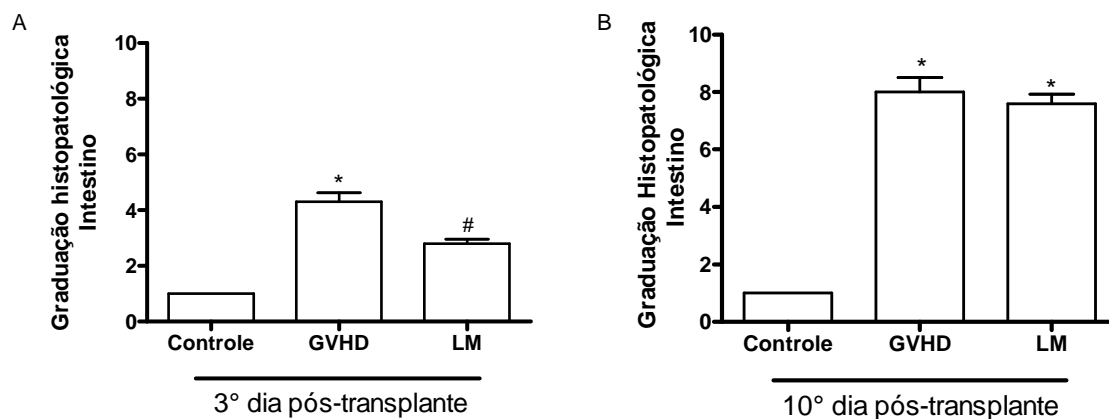 A
Graduação histopatológica
Intestino
10
8
6
4
2
0
*
#
Controle GVHD LM
3° dia pós-transplante
B
Graduação Histopatológica
Intestino
10
8
6
4
2
0
*
*
Controle GVHD LM
10° dia pós-transplante